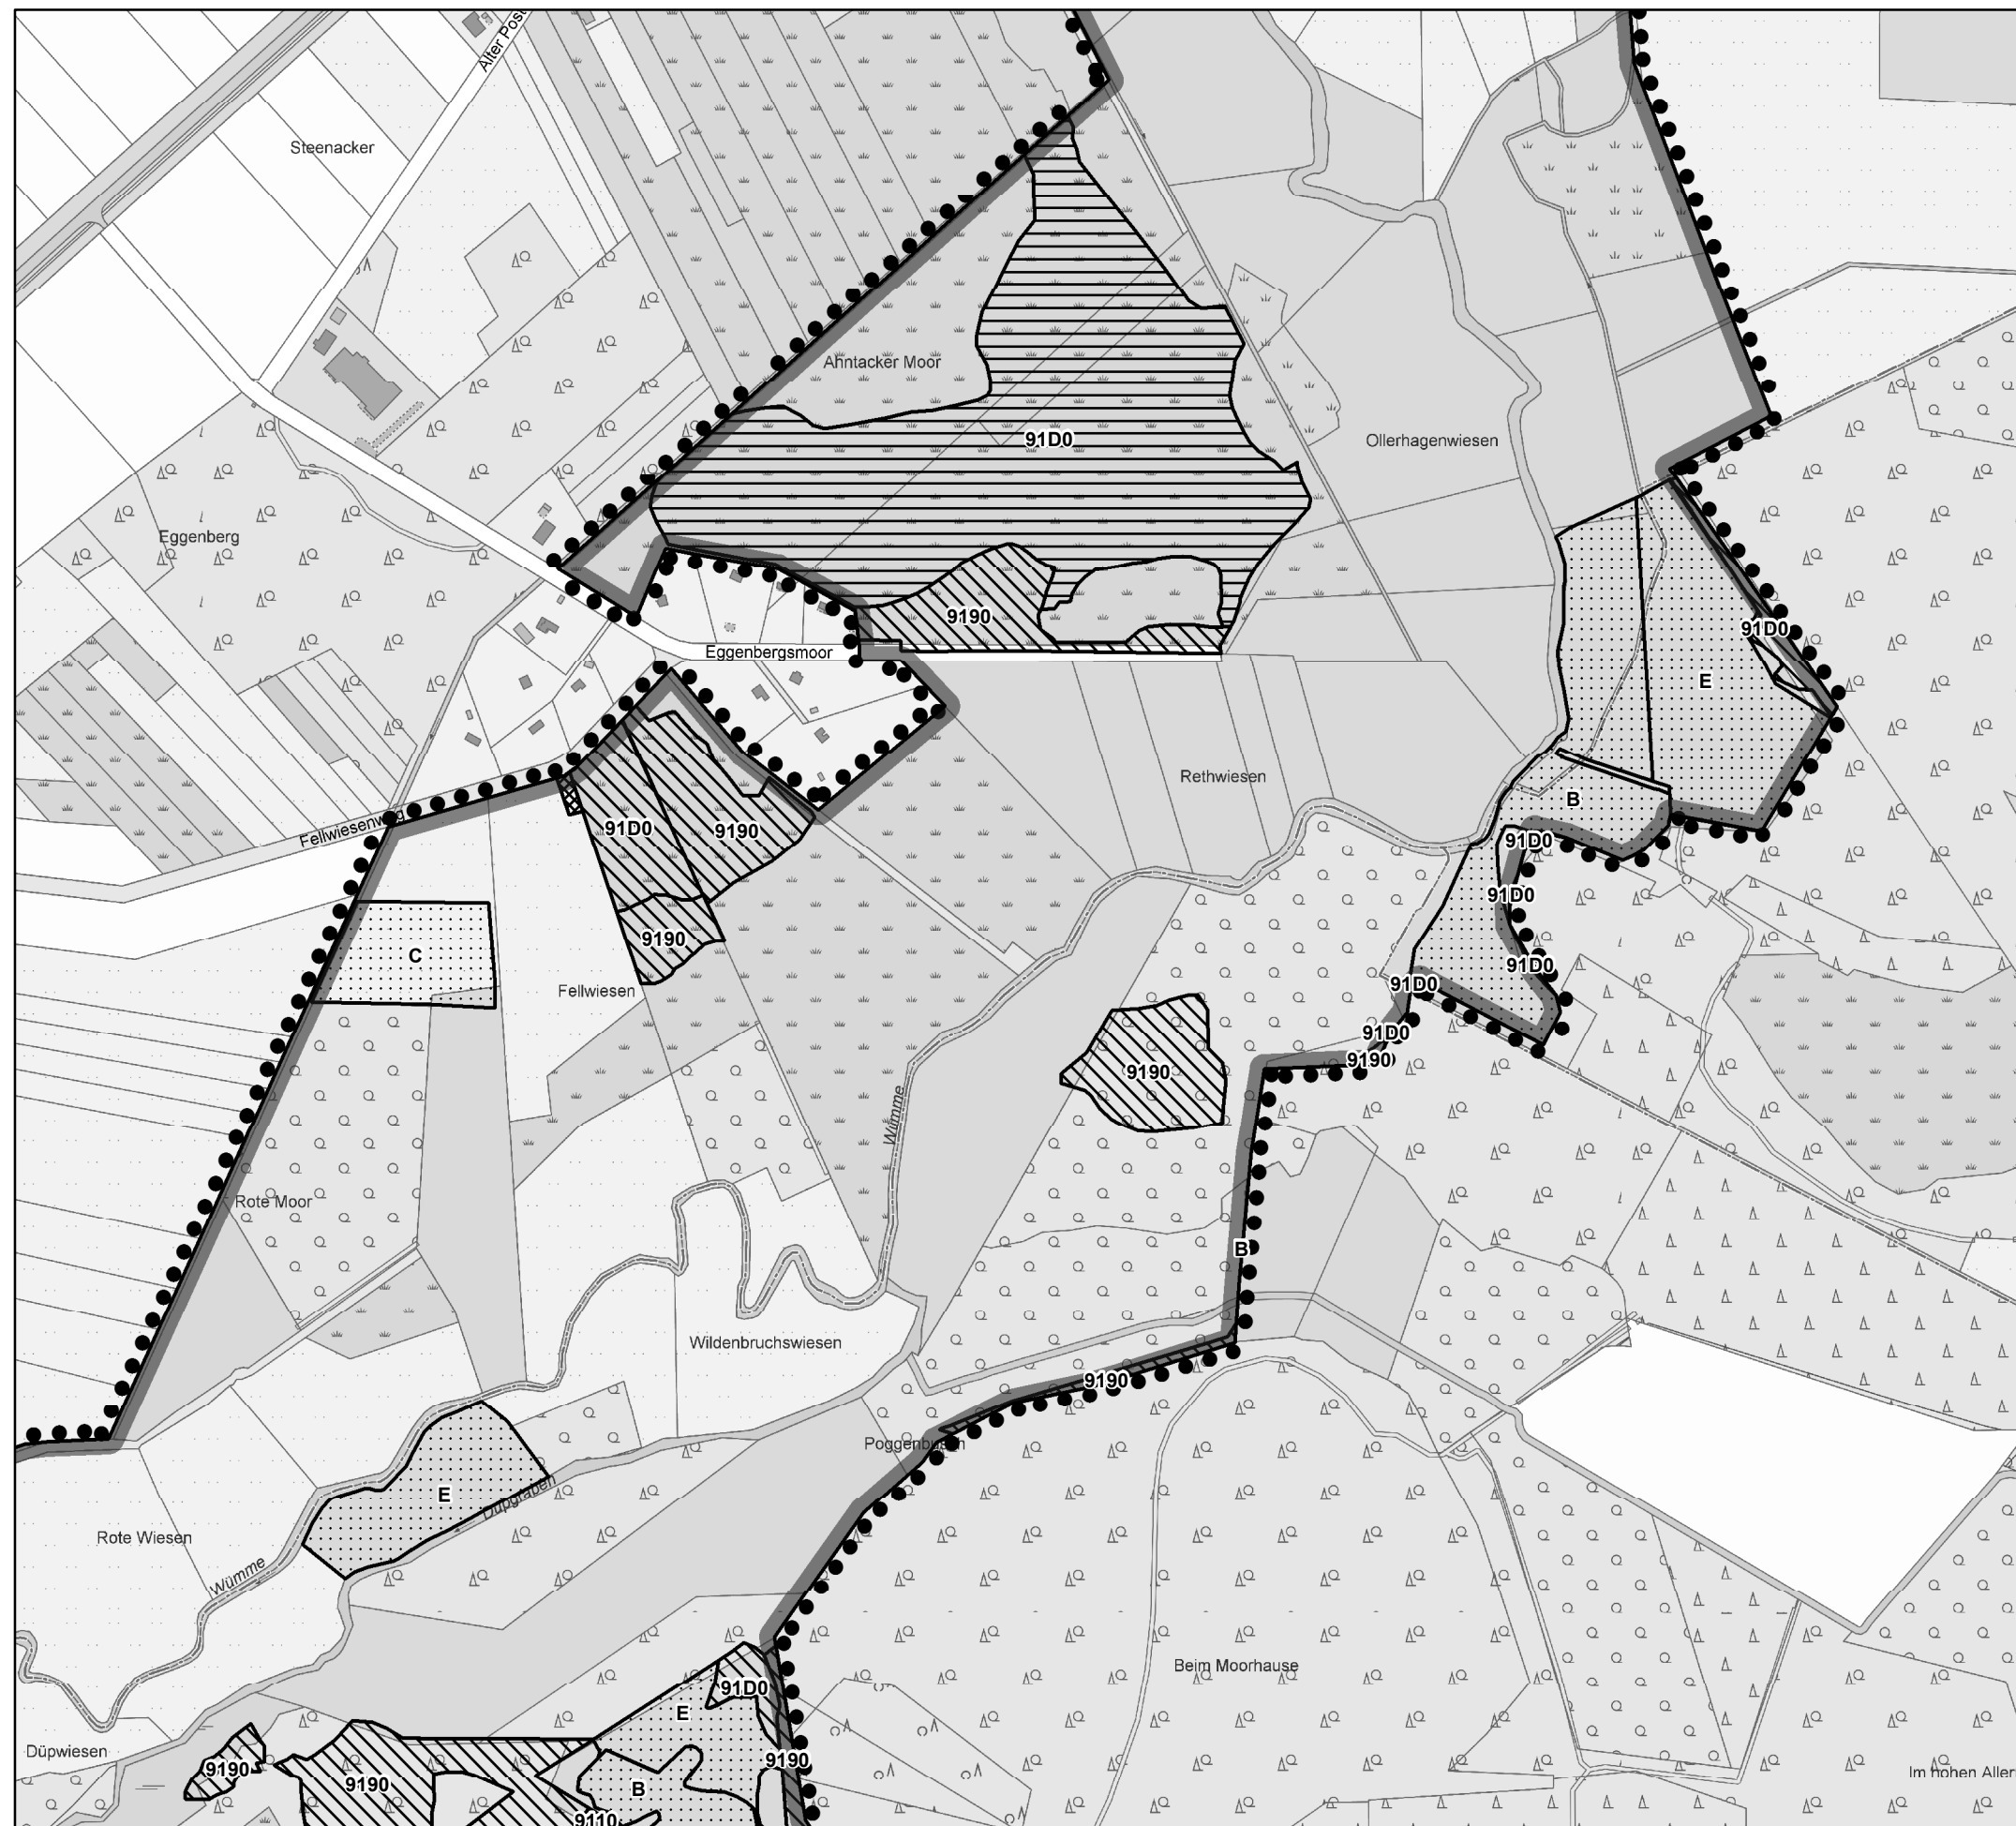 Alter Post
Steenacker
Ahntacker Moor
91D0
Ollerhagenwiesen
Eggenberg
9190
91D0
Eggenbergsmoor
E
Rethwiesen
B
Fellwiesenweg
91D0
9190
91D0
91D0
9190
C
91D0
91D0
Fellwiesen
91D0
9190
9190
Wümme
Rote Moor
B
Wildenbruchswiesen
9190
Poggenbusch
E
Düpgraben
Rote Wiesen
Wümme
Beim Moorhause
91D0
E
Düpwiesen
9190
9190
9190
B
Im hohen Aller
9110